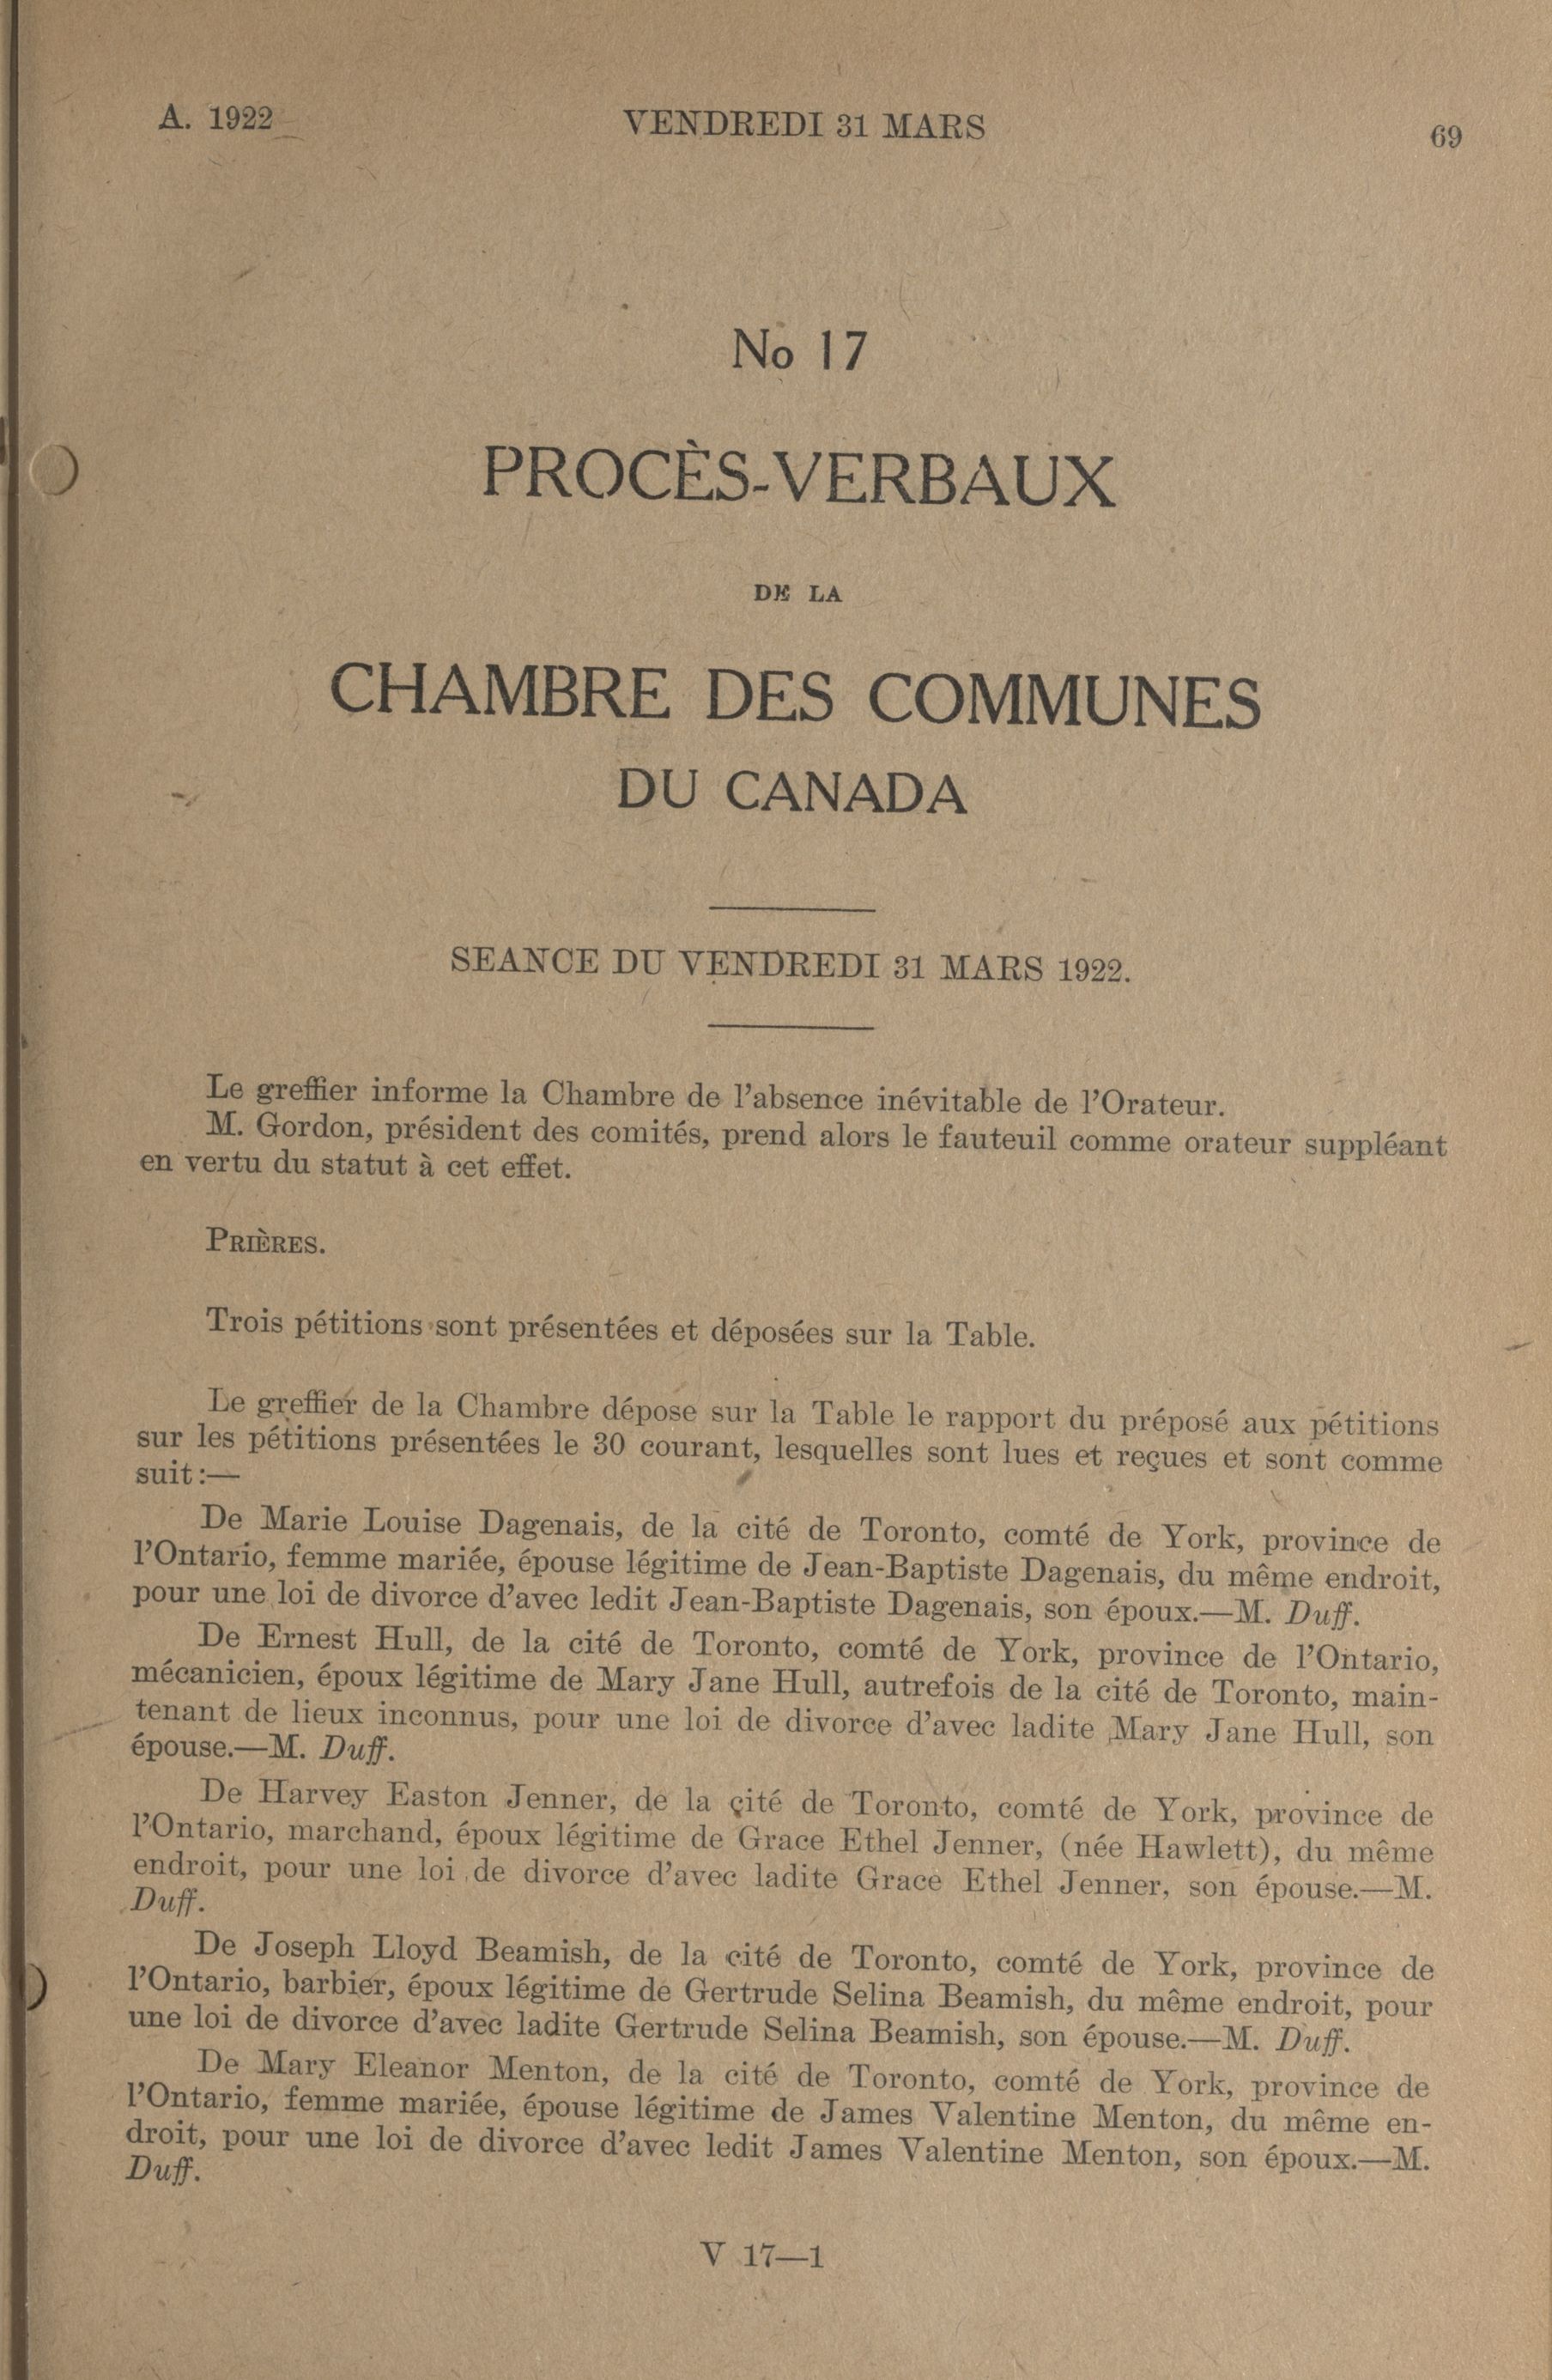 A. 1922
VENDREDI 31 MARS
69
No 17
PROCÈS-VERBAUX
DE LA
CHAMBRE DES COMMUNES
DU CANADA
SEANCE DU VENDREDI 31 MARS 1922.
Le greffier informe la Chambre de l'absence inévitable de l'Orateur.
M. Gordon, président des comités, prend alors le fauteuil comme orateur suppléant
en vertu du statut à cet effet.
PRIÈRES.
Trois pétitions sont présentées et déposées sur la Table.
Le greffier de la Chambre dépose sur la Table le rapport du préposé aux pétitions
sur les pétitions présentées le 30 courant, lesquelles sont lues et reçues et sont comme
suit:—
De Marie Louise Dagenais, de la cité de Toronto, comté de York, province de
l'Ontario, femme mariée, épouse légitime de Jean-Baptiste Dagenais, du même endroit,
pour une loi de divorce d'avec ledit Jean-Baptiste Dagenais, son époux.—M. Duff.
De Ernest Hull, de la cité de Toronto, comté de York, province de l'Ontario,
mécanicien, époux légitime de Mary Jane Hull, autrefois de la cité de Toronto, main-
tenant de lieux inconnus, pour une loi de divorce d'avec ladite Mary Jane Hull, son
épouse.—M. Duff.
De Harvey Easton Jenner, de la cité de Toronto, comté de York, province de
l'Ontario, marchand, époux légitime de Grace Ethel Jenner, (née Hawlett), du même
endroit, pour une loi de divorce d'avec ladite Grace Ethel Jenner, son épouse.—M.
Duff.
De Joseph Lloyd Beamish, de la cité de Toronto, comté de York, province de
l'Ontario, barbier, époux légitime de Gertrude Selina Beamish, du même endroit, pour
une loi de divorce d'avec ladite Gertrude Selina Beamish, son épouse.—M. Duff.
De Mary Eleanor Menton, de la cité de Toronto, comté de York, province de
l'Ontario, femme mariée, épouse légitime de James Valentine Menton, du même en-
droit, pour une loi de divorce d'avec ledit James Valentine Menton, son époux.—M.
Duff.
V 17—1